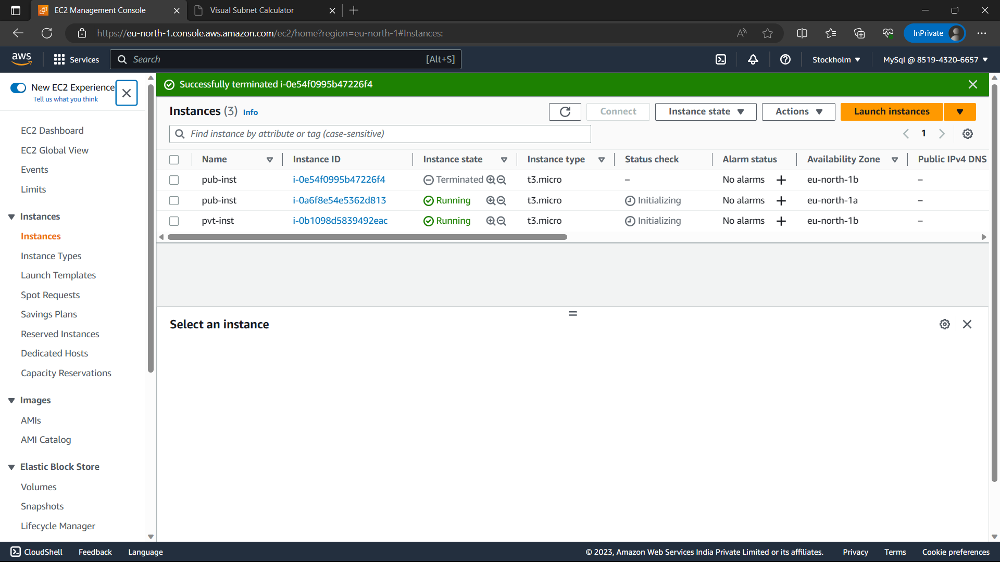 EC2 Management Console
Visual Subnet Calculator
https://eu-north-1.console.aws.amazon.com/ec2/home?region=eu-north-1#Instances:
InPrivate
aws
Services
Search
[Alt+S]
Stockholm
MySql @ 8519-4320-6657
New EC2 Experience
Tell us what you think
EC2 Dashboard
EC2 Global View
Events
Limits
Instances
Instances
Instance Types
Launch Templates
Spot Requests
Savings Plans
Reserved Instances
Dedicated Hosts
Capacity Reservations
Images
AMIs
AMI Catalog
Elastic Block Store
Volumes
Snapshots
Lifecycle Manager
Successfully terminated i-0e54f0995b47226f4
Instances (3) Info
Connect
Instance state
Actions
Launch instances
Find instance by attribute or tag (case-sensitive)
1
Name Instance ID Instance state Instance type Status check Alarm status Availability Zone Public IPv4 DNS
pub-inst i-0e54f0995b47226f4 Terminated t3.micro – No alarms + eu-north-1b –
pub-inst i-0a6f8e54e5362d813 Running t3.micro Initializing No alarms + eu-north-1a –
pvt-inst i-0b1098d5839492eac Running t3.micro Initializing No alarms + eu-north-1b –
Select an instance
CloudShell Feedback Language
© 2023, Amazon Web Services India Private Limited or its affiliates. Privacy Terms Cookie preferences